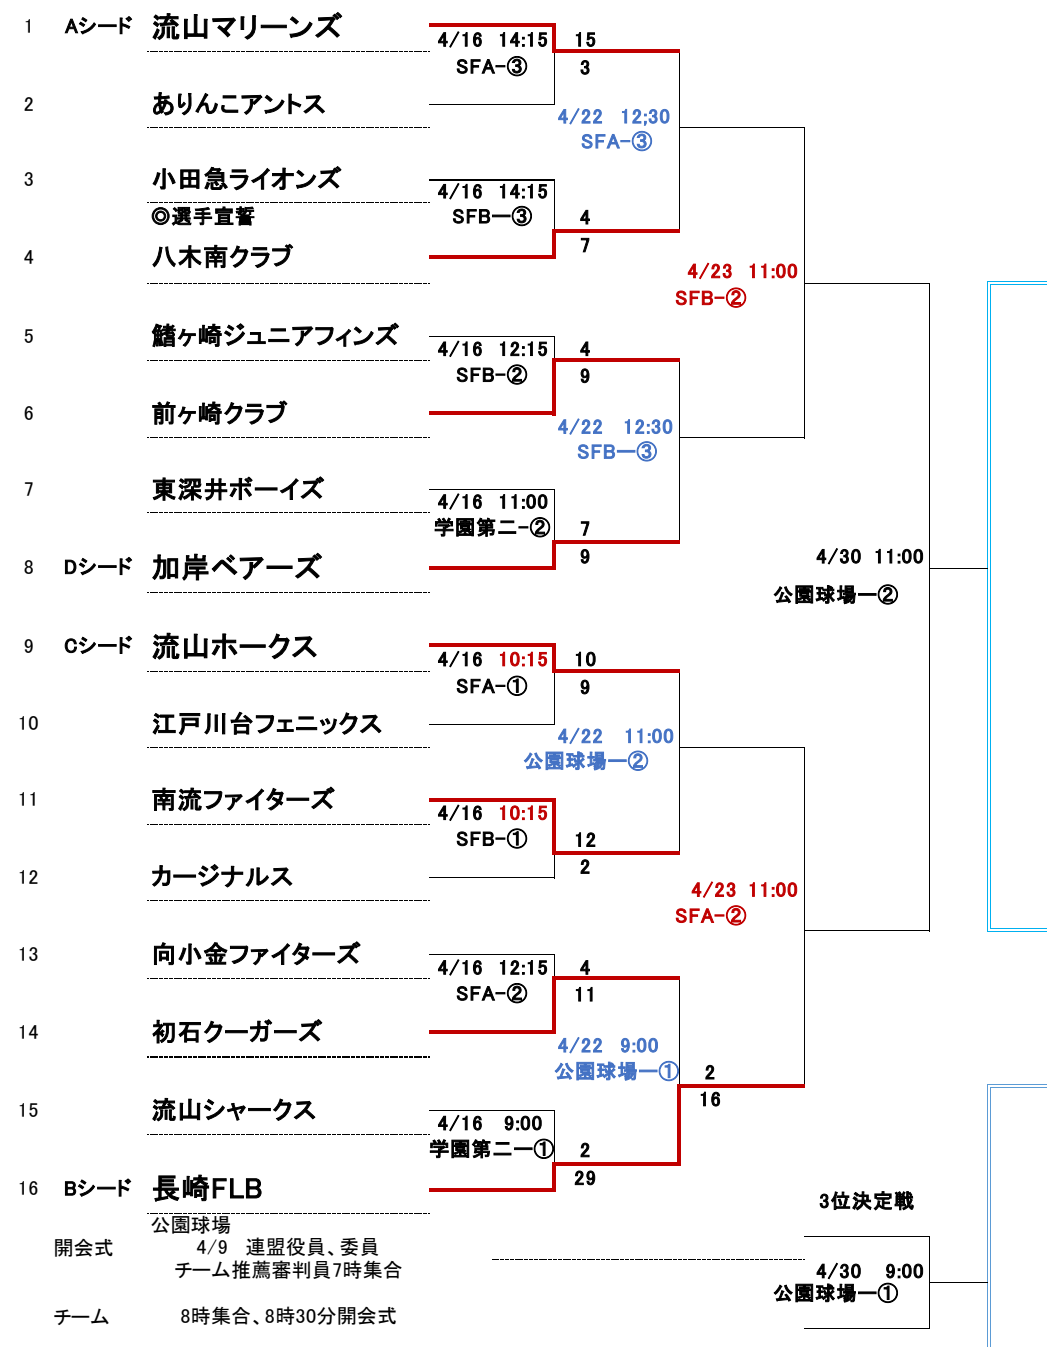 1 Aシード 流山マリーンズ
4/16 14:15 15
SFA-③ 3
2 ありんこアントス
4/22 12;30
SFA-③
3 小田急ライオンズ
4/16 14:15
◎選手宣誓 SFB―③ 4
7
4 八木南クラブ
4/23 11:00
SFB-②
5 鰭ヶ崎ジュニアフィンズ
4/16 12:15 4
SFB-② 9
6 前ヶ崎クラブ
4/22 12:30
SFB―③
7 東深井ボーイズ
4/16 11:00
学園第二-② 7
9
4/30 11:00
8 Dシード 加岸ベアーズ
公園球場―②
9 Cシード 流山ホークス
4/16 10:15 10
SFA-① 9
10 江戸川台フェニックス
4/22 11:00
公園球場―②
11 南流ファイターズ
4/16 10:15
SFB-① 12
2
12 カージナルス
4/23 11:00
SFA-②
13 向小金ファイターズ
4/16 12:15 4
SFA-② 11
14 初石クーガーズ
4/22 9:00
公園球場―① 2
16
15 流山シャークス
4/16 9:00
学園第二―① 2
29
16 Bシード 長崎FLB
3位決定戦
公園球場
開会式 4/9 連盟役員、委員
チーム推薦審判員7時集合
4/30 9:00
公園球場―①
チーム 8時集合、8時30分開会式